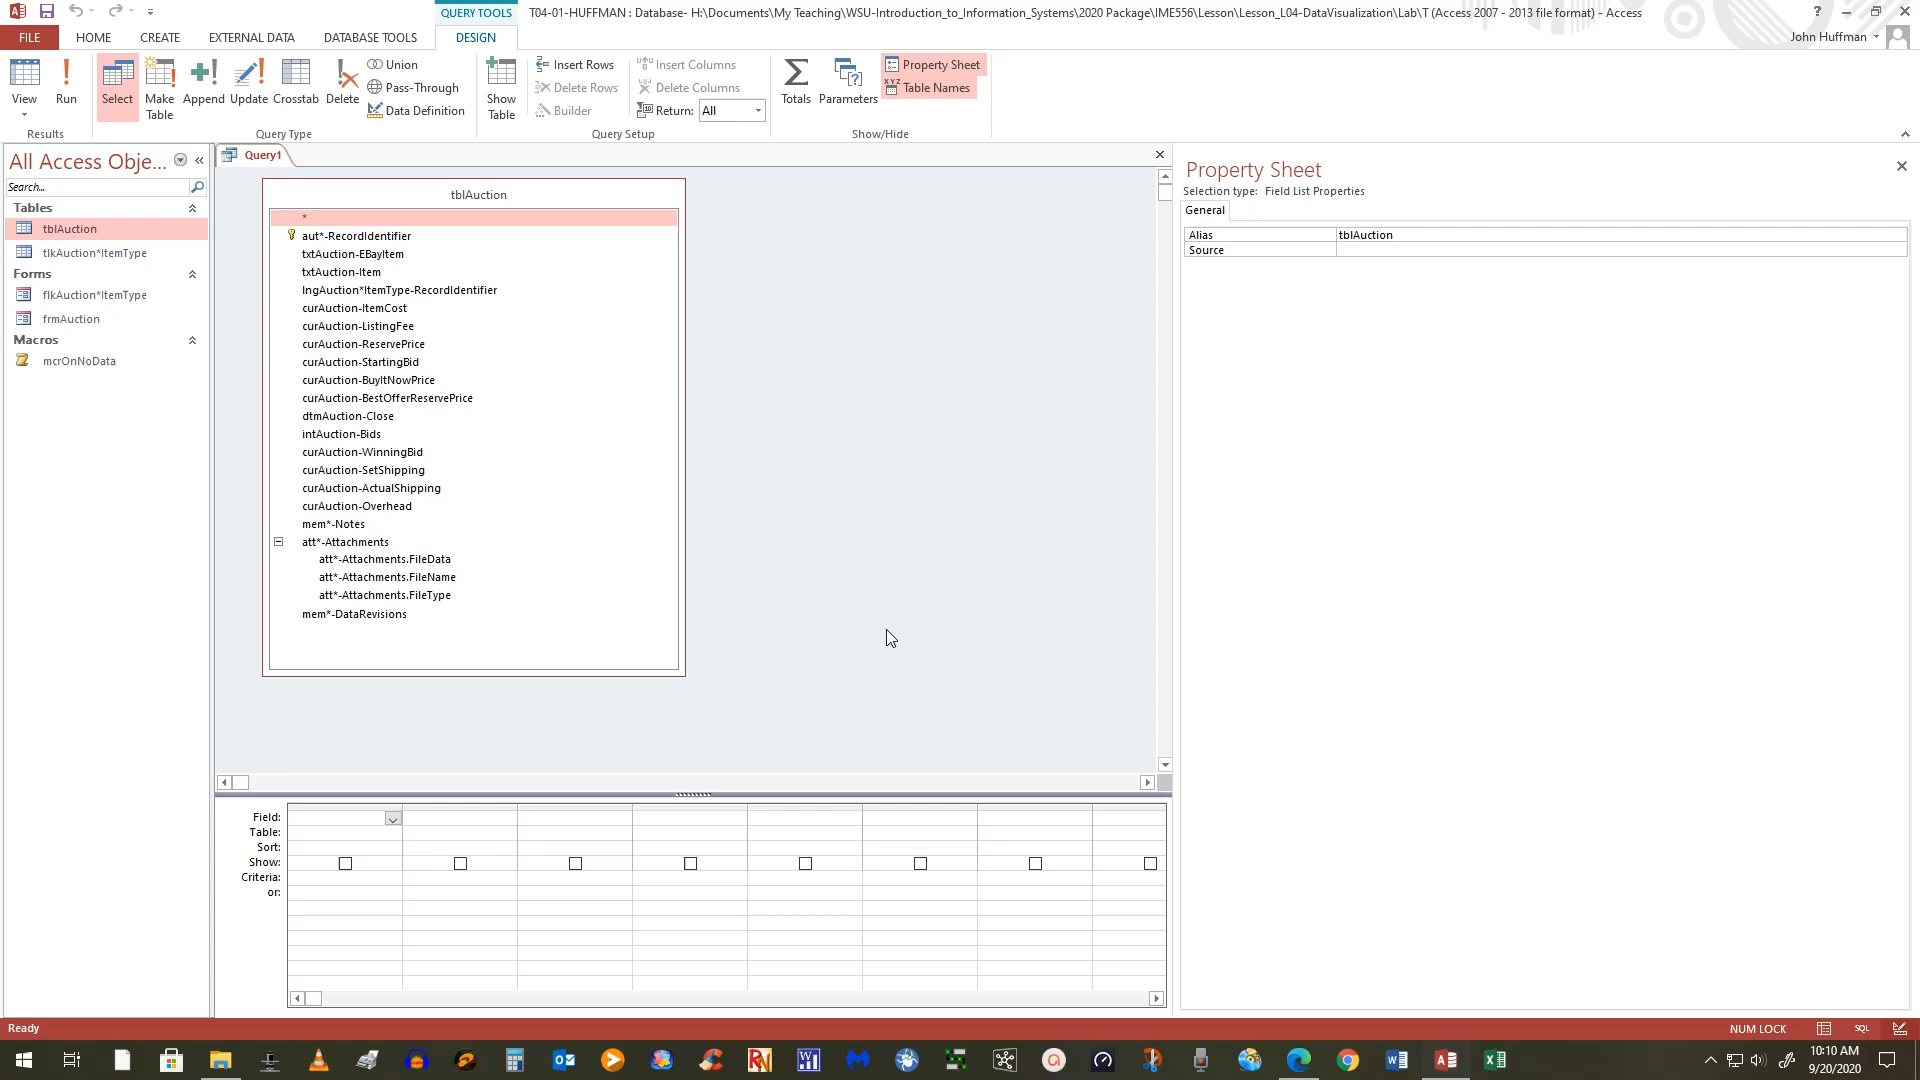 QUERY TOOLS T04-01-HUFFMAN : Database- H:\Documents\My Teaching\WSU-Introduction_to_Information_Systems\2020 Package\IME556\Lesson\Lesson_L04-DataVisualization\Lab\T (Access 2007 - 2013 file format) - Access ?
FILE HOME CREATE EXTERNAL DATA DATABASE TOOLS DESIGN John Huffman
View Run Select Make Table Append Update Crosstab Delete
Union
Pass-Through
Data Definition
Show Table
Insert Rows
Delete Rows
Builder
Insert Columns
Delete Columns
Return: All
Totals Parameters
Property Sheet
Table Names
Results Query Type Query Setup Show/Hide
All Access Obje...
Search...
Tables
tblAuction
tlkAuction*ItemType
Forms
flkAuction*ItemType
frmAuction
Macros
mcrOnNoData
Query1
tblAuction
*
aut*-RecordIdentifier
txtAuction-EBayItem
txtAuction-Item
lngAuction*ItemType-RecordIdentifier
curAuction-ItemCost
curAuction-ListingFee
curAuction-ReservePrice
curAuction-StartingBid
curAuction-BuyItNowPrice
curAuction-BestOfferReservePrice
dtmAuction-Close
intAuction-Bids
curAuction-WinningBid
curAuction-SetShipping
curAuction-ActualShipping
curAuction-Overhead
mem*-Notes
att*-Attachments
att*-Attachments.FileData
att*-Attachments.FileName
att*-Attachments.FileType
mem*-DataRevisions
Field:
Table:
Sort:
Show:
Criteria:
or:
Property Sheet
Selection type: Field List Properties
General
Alias tblAuction
Source
Ready NUM LOCK SQL
10:10 AM
9/20/2020